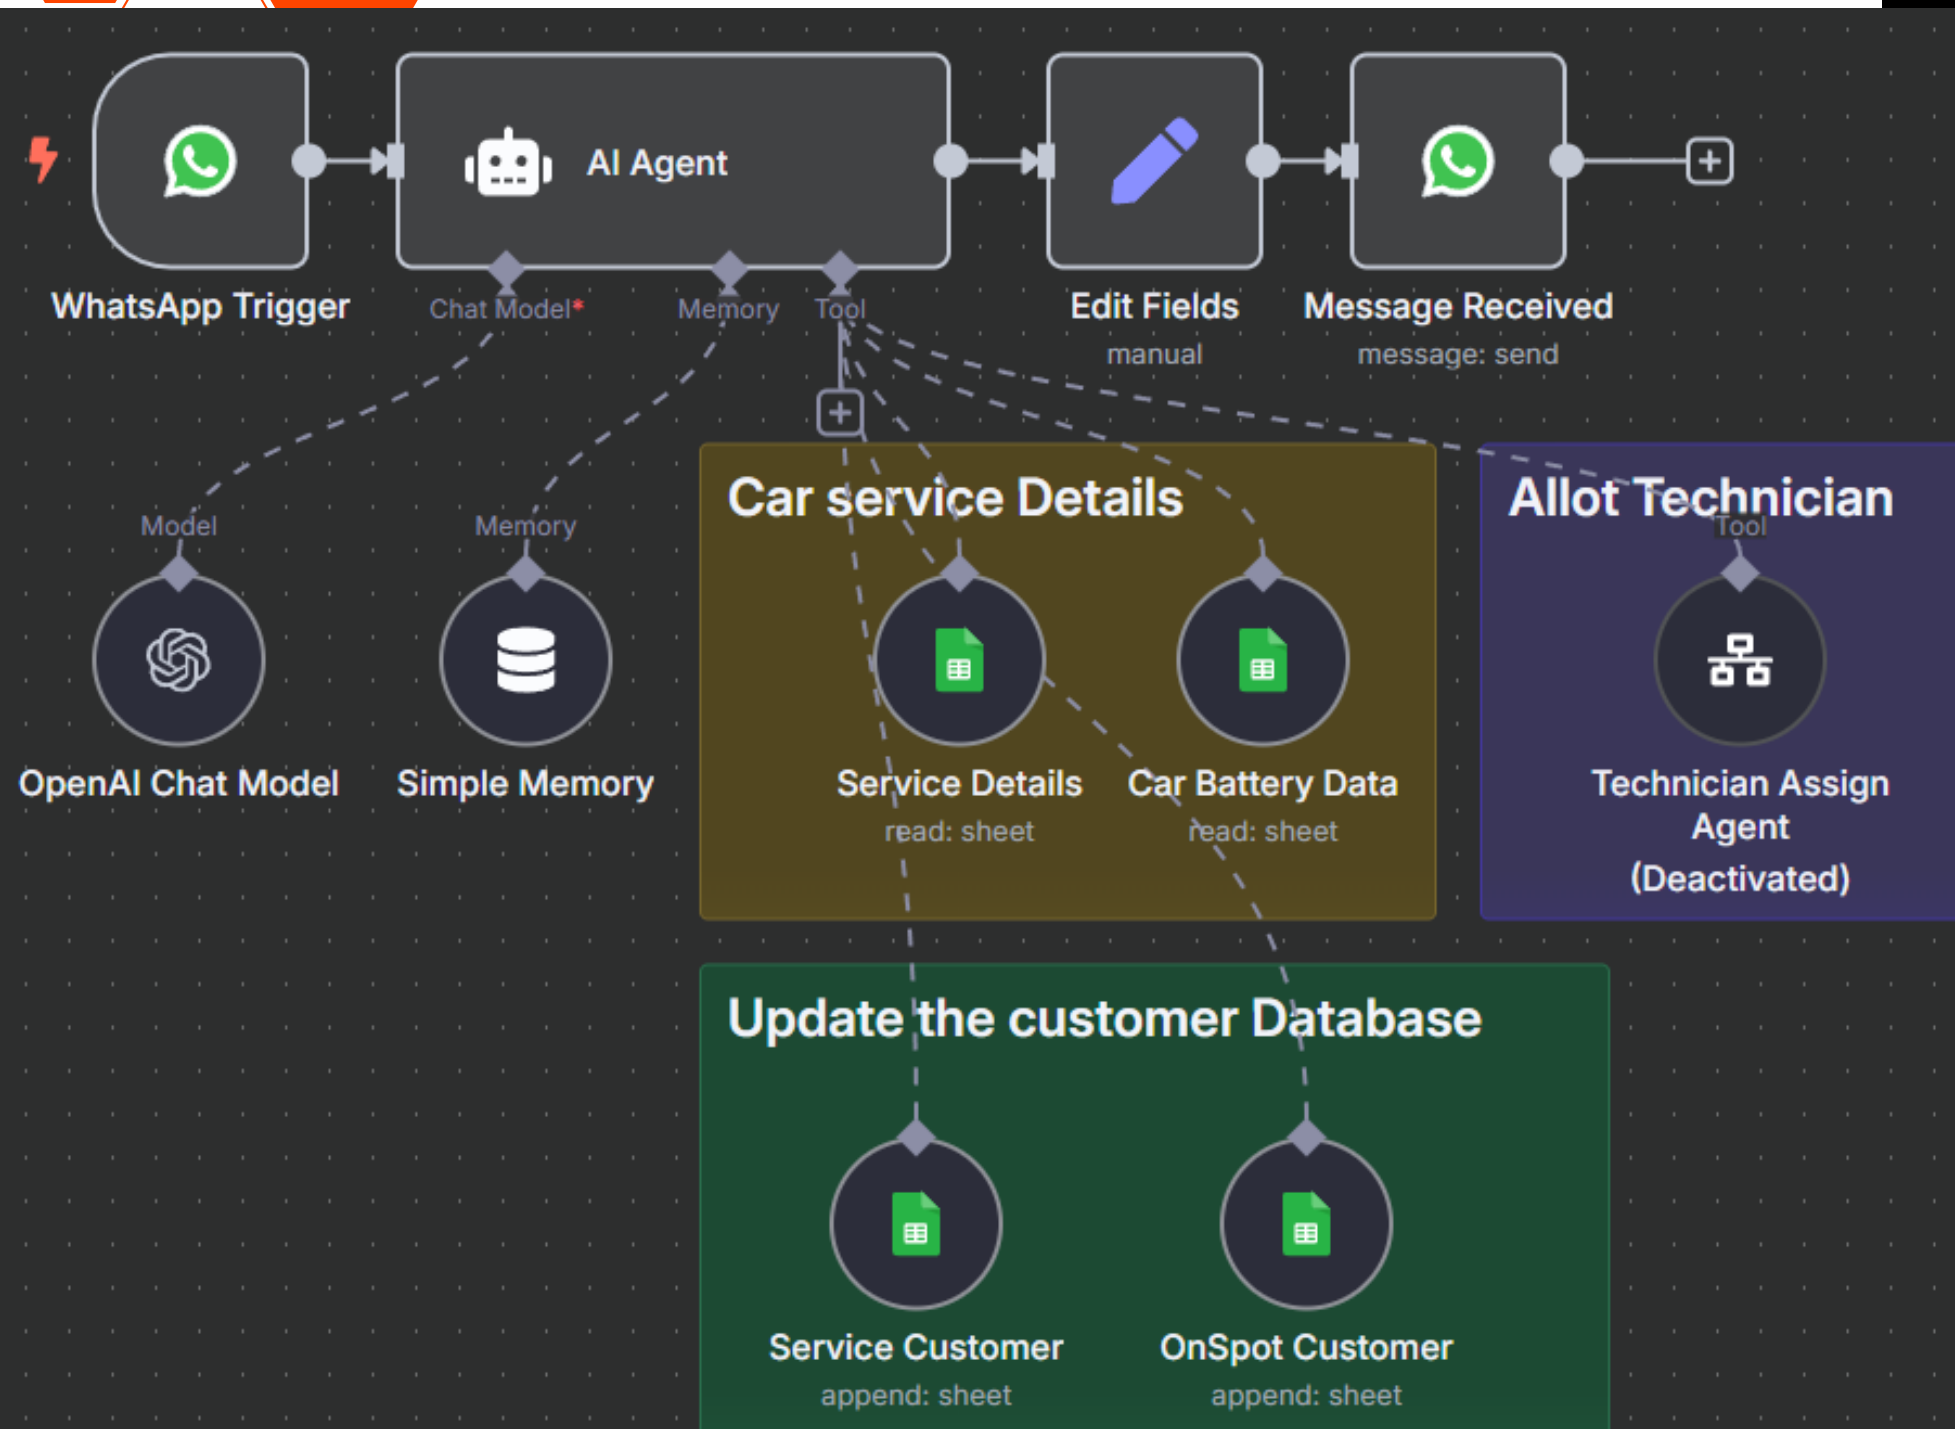 AI Agent
WhatsApp Trigger
Chat Model*
Memory
Tool
Edit Fields
manual
Message Received
message: send
Model
OpenAI Chat Model
Memory
Simple Memory
Car service Details
Service Details
read: sheet
Car Battery Data
read: sheet
Allot Technician
Tool
Technician Assign
Agent
(Deactivated)
Update the customer Database
Service Customer
append: sheet
OnSpot Customer
append: sheet